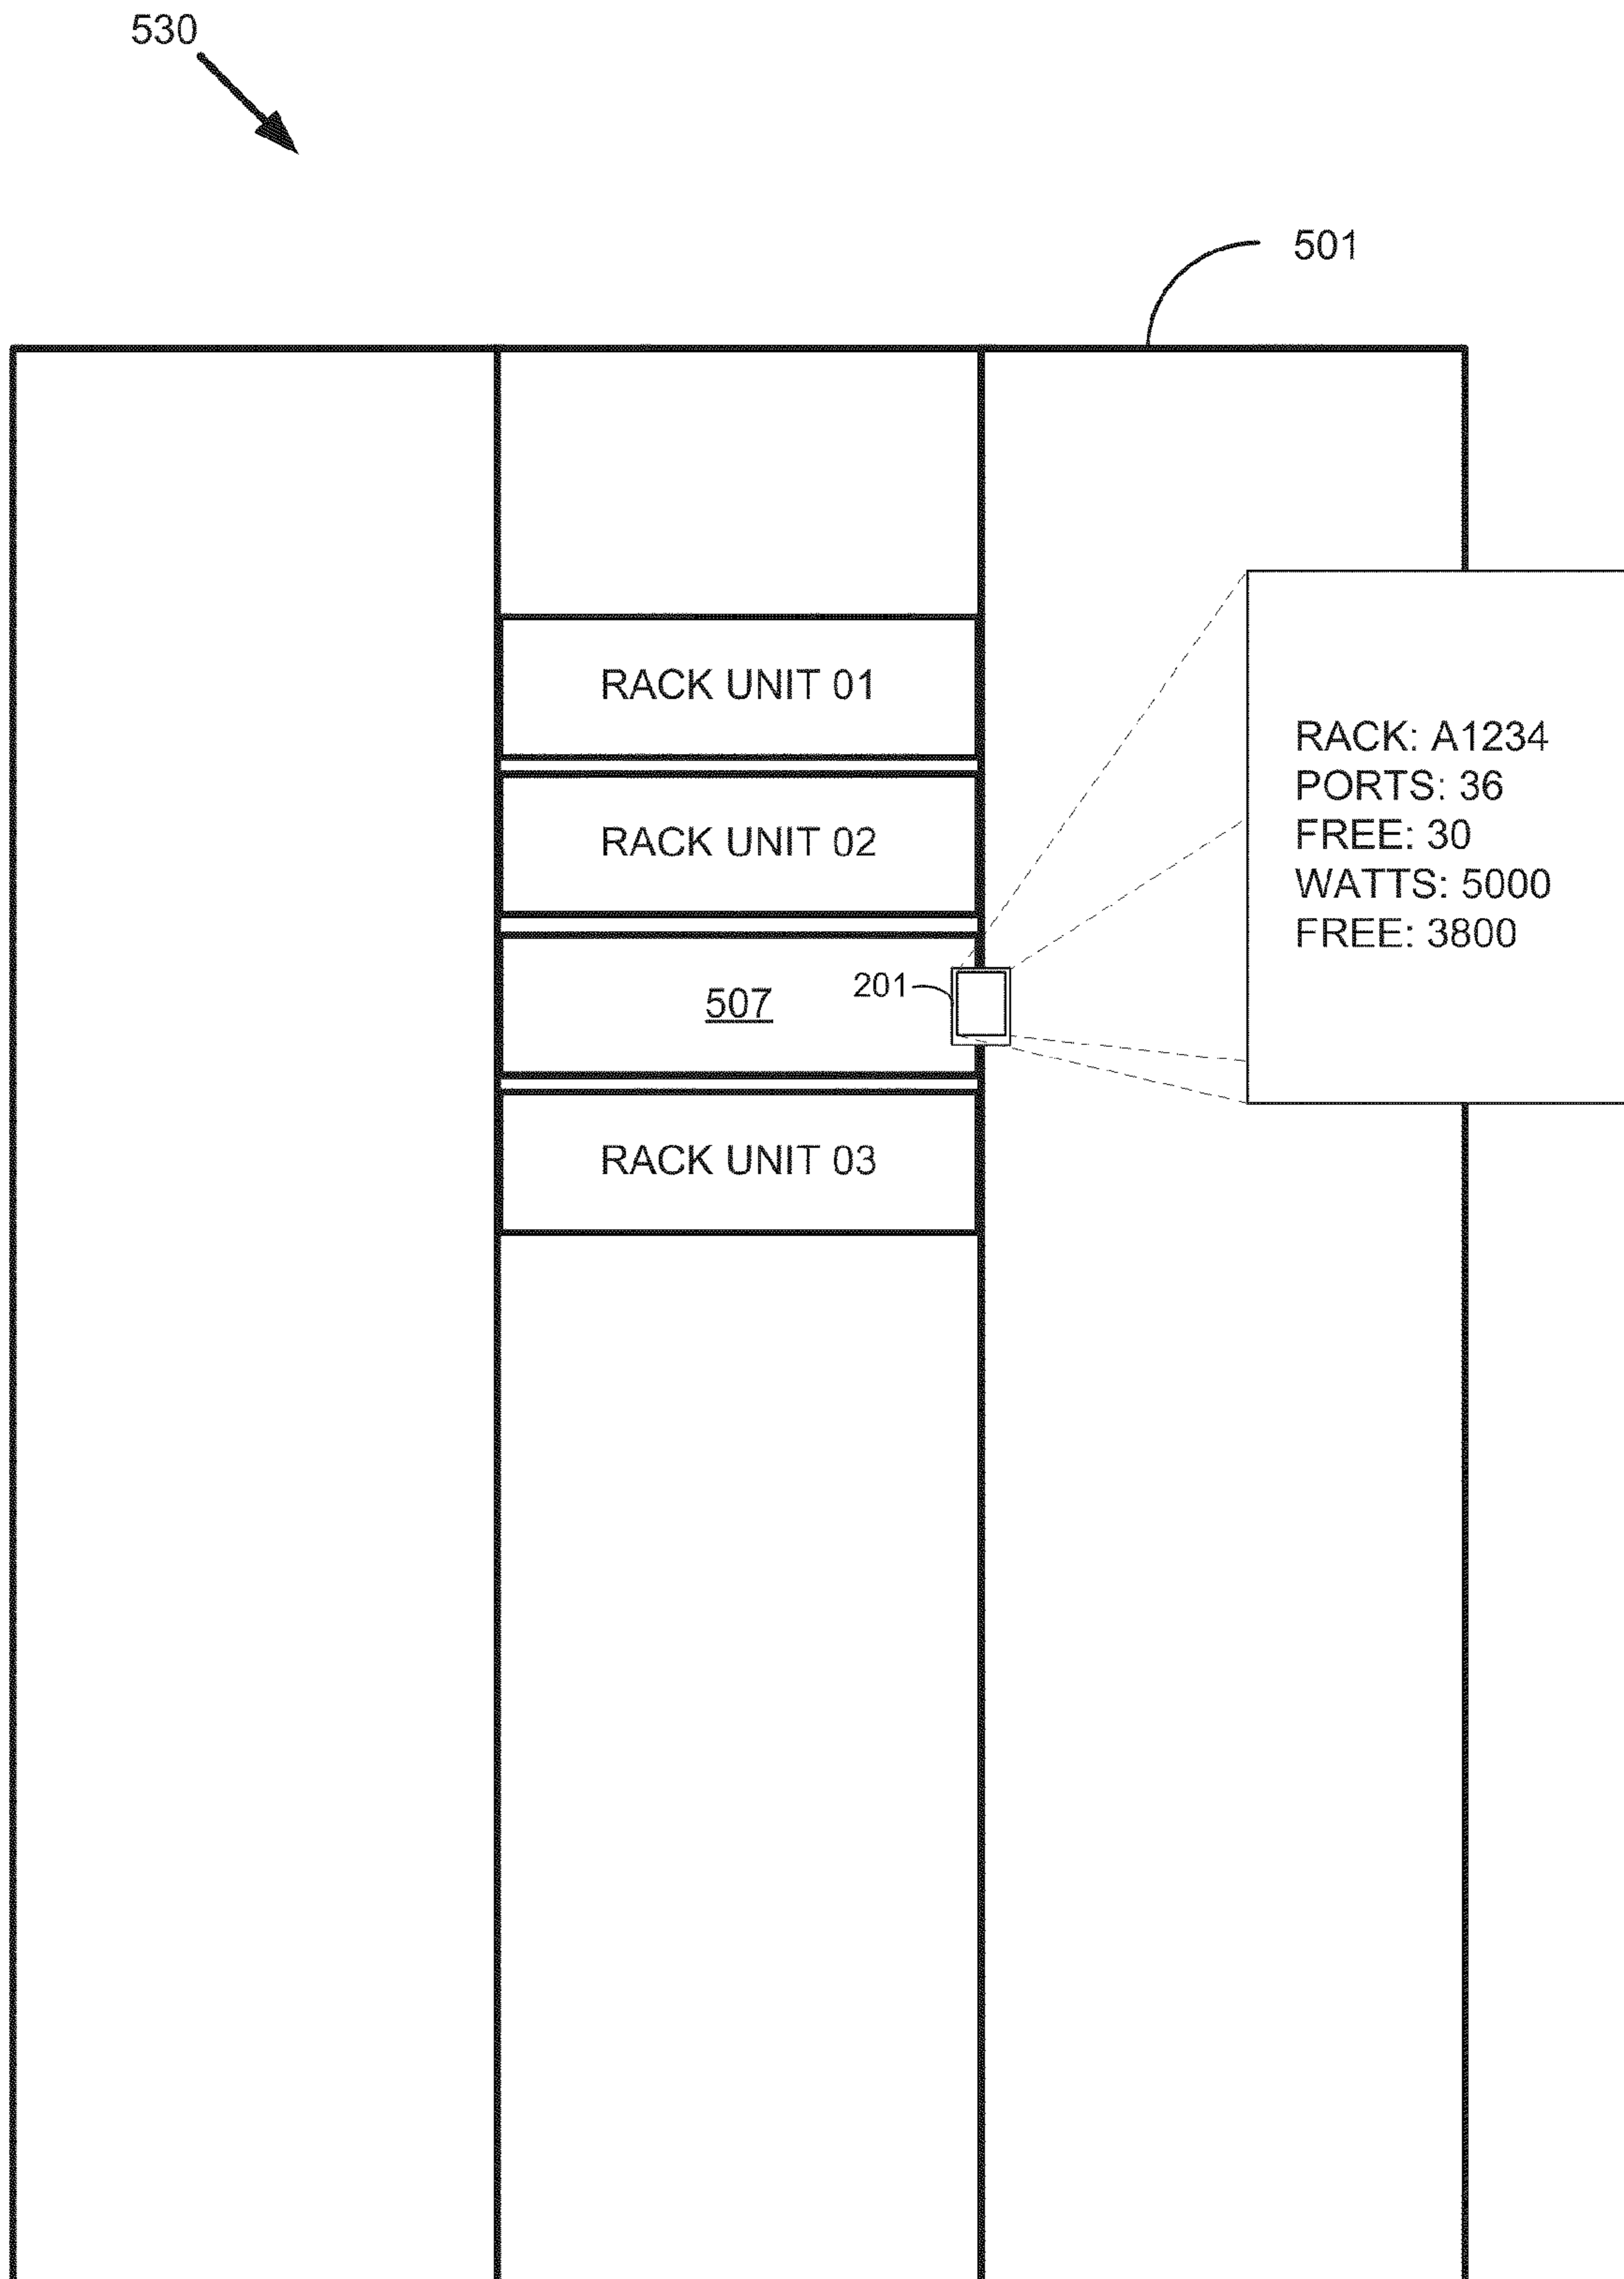 530
501
RACK UNIT 01
RACK: A1234
PORTS: 36
FREE: 30
WATTS: 5000
FREE: 3800
RACK UNIT 02
507
201
RACK UNIT 03